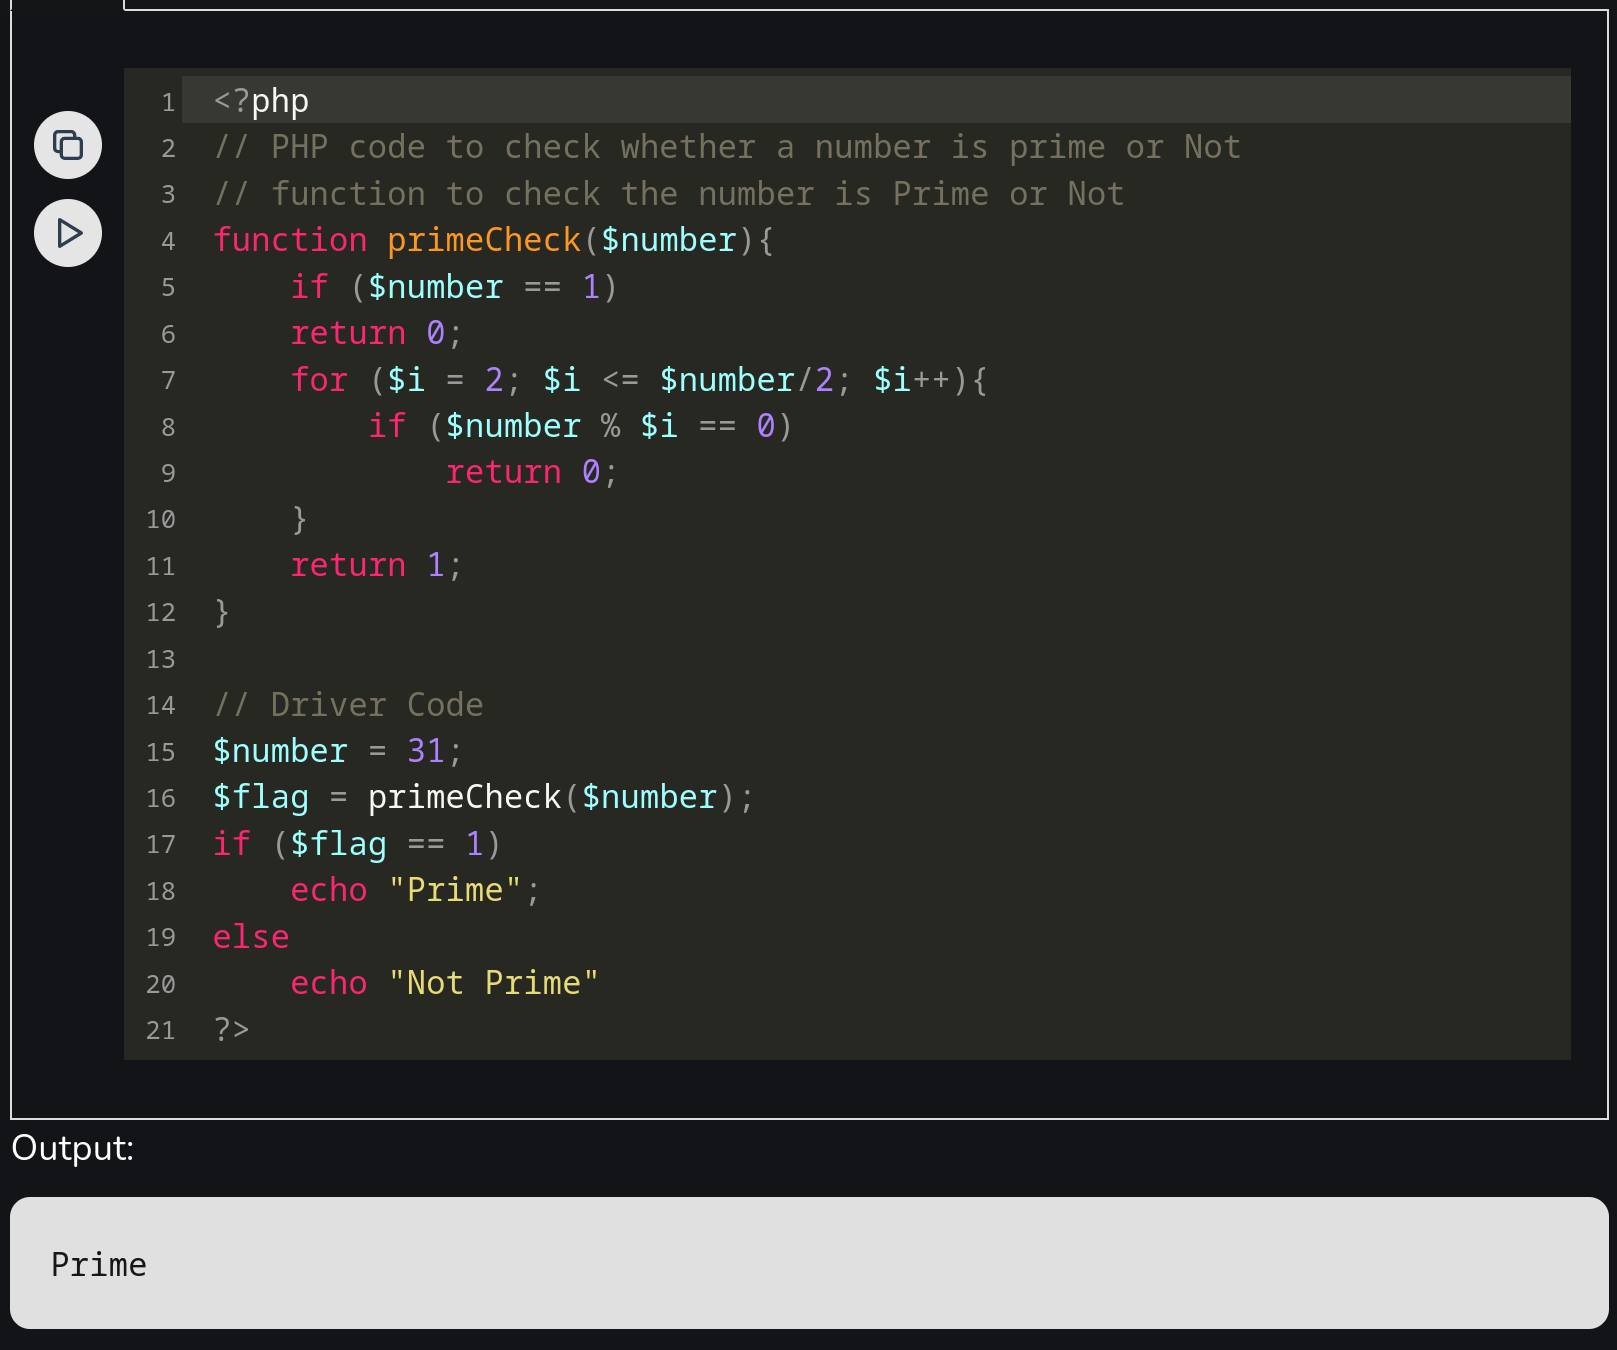 1 <?php
2 // PHP code to check whether a number is prime or Not
3 // function to check the number is Prime or Not
4 function primeCheck($number){
5     if ($number == 1)
6     return 0;
7     for ($i = 2; $i <= $number/2; $i++){
8         if ($number % $i == 0)
9             return 0;
10     }
11     return 1;
12 }
13
14 // Driver Code
15 $number = 31;
16 $flag = primeCheck($number);
17 if ($flag == 1)
18     echo "Prime";
19 else
20     echo "Not Prime"
21 ?>
Output:
Prime